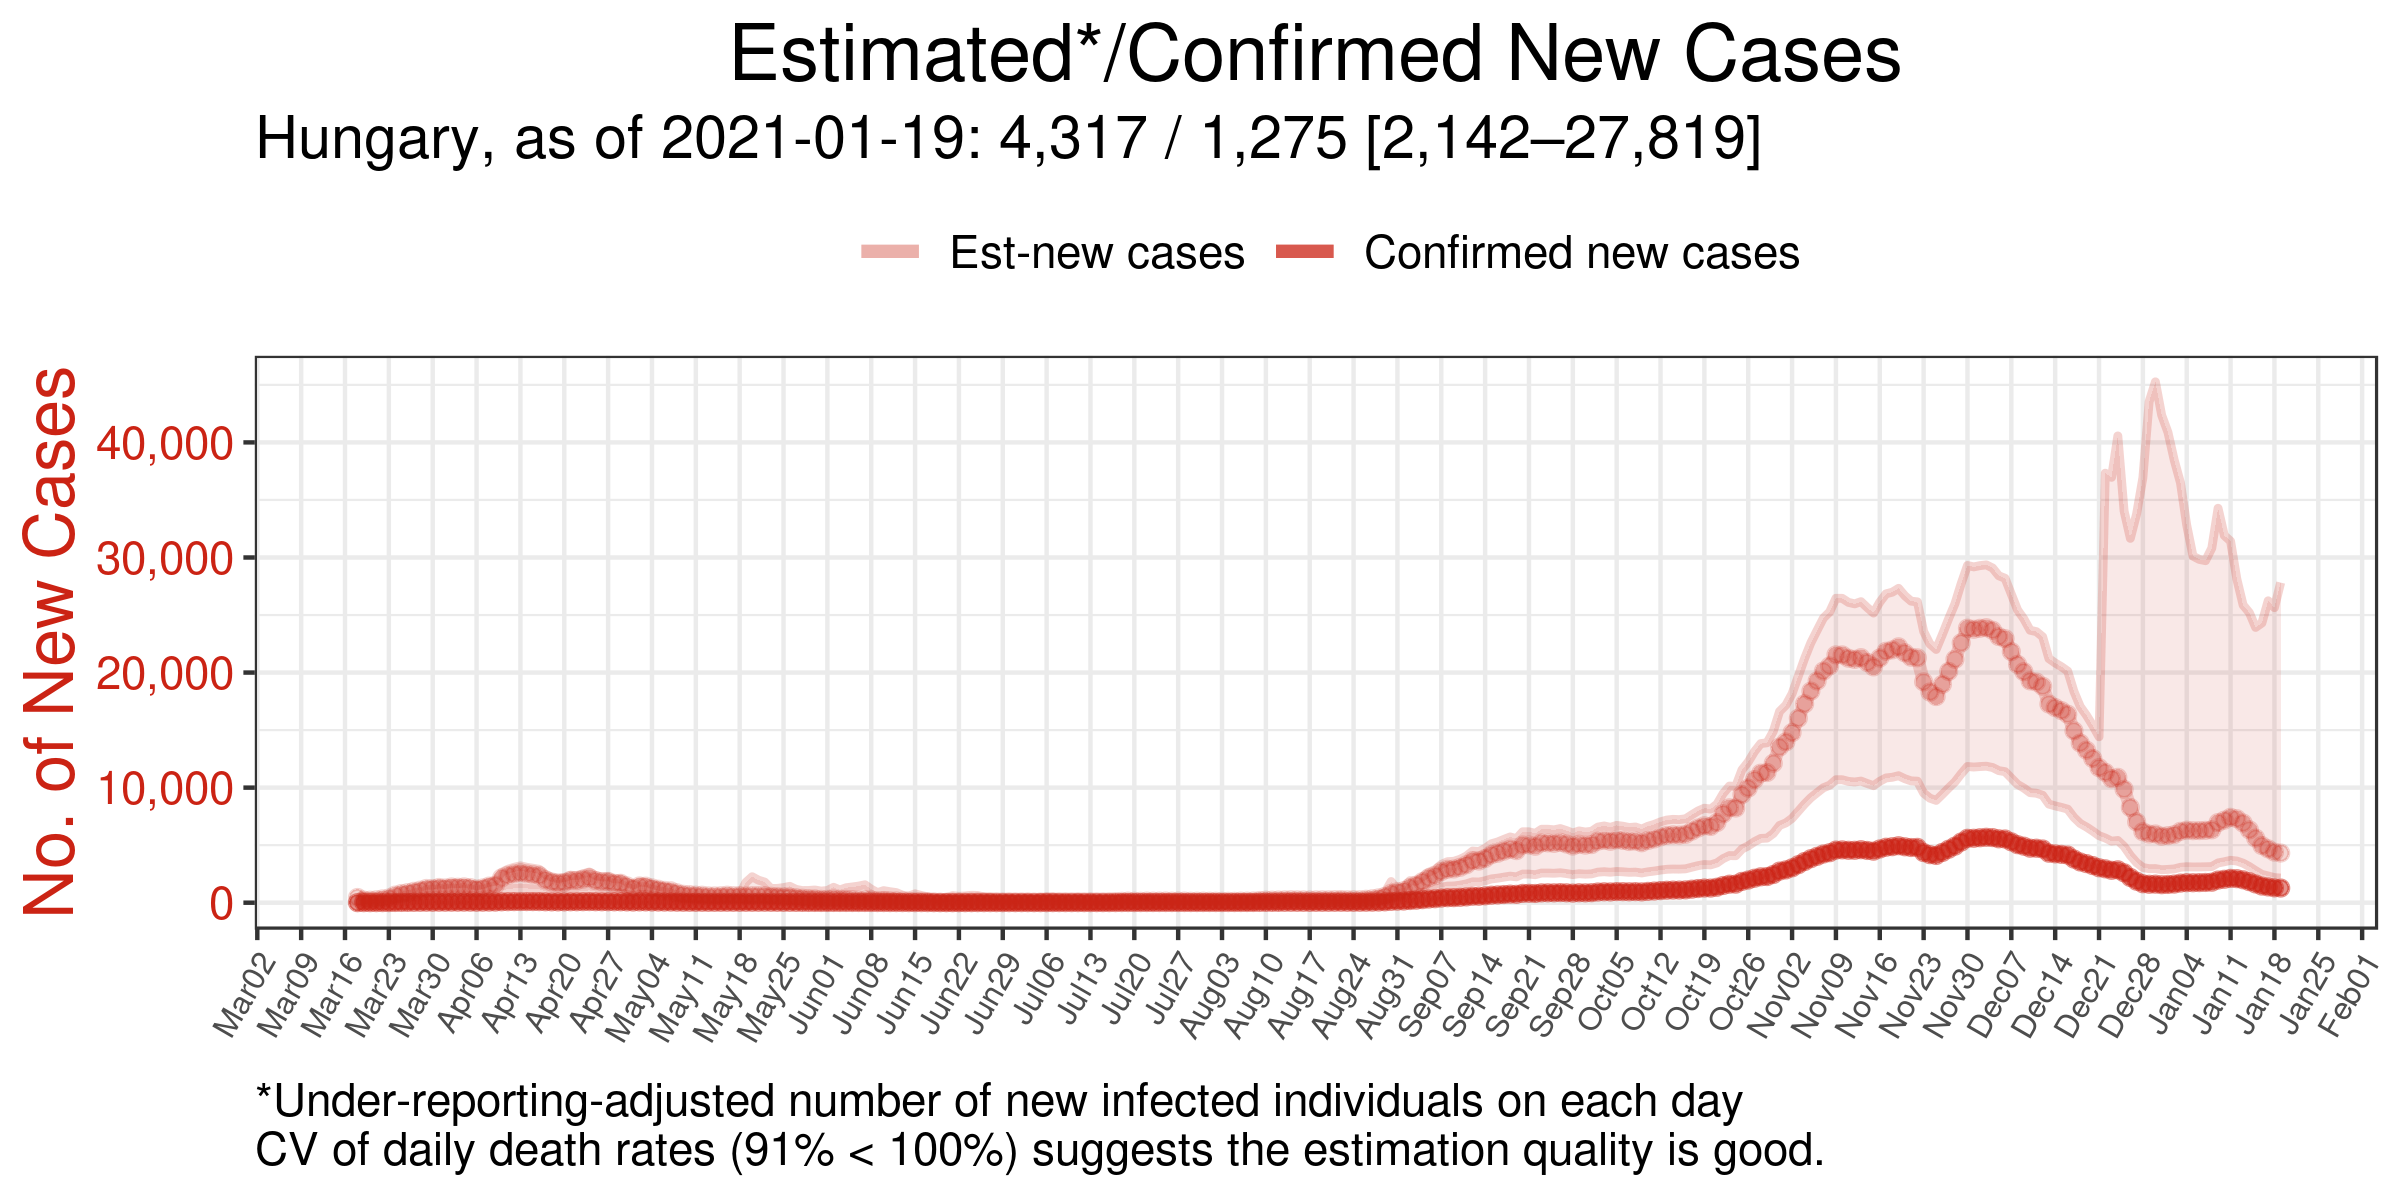 Estimated*/Confirmed New Cases
Hungary, as of 2021-01-19: 4,317 / 1,275 [2,142–27,819]
Est-new cases
Confirmed new cases
No. of New Cases
40,000
30,000
20,000
10,000
0
Mar02
Mar09
Mar16
Mar23
Mar30
Apr06
Apr13
Apr20
Apr27
May04
May11
May18
May25
Jun01
Jun08
Jun15
Jun22
Jun29
Jul06
Jul13
Jul20
Jul27
Aug03
Aug10
Aug17
Aug24
Aug31
Sep07
Sep14
Sep21
Sep28
Oct05
Oct12
Oct19
Oct26
Nov02
Nov09
Nov16
Nov23
Nov30
Dec07
Dec14
Dec21
Dec28
Jan04
Jan11
Jan18
Jan25
Feb01
*Under-reporting-adjusted number of new infected individuals on each day
CV of daily death rates (91% < 100%) suggests the estimation quality is good.